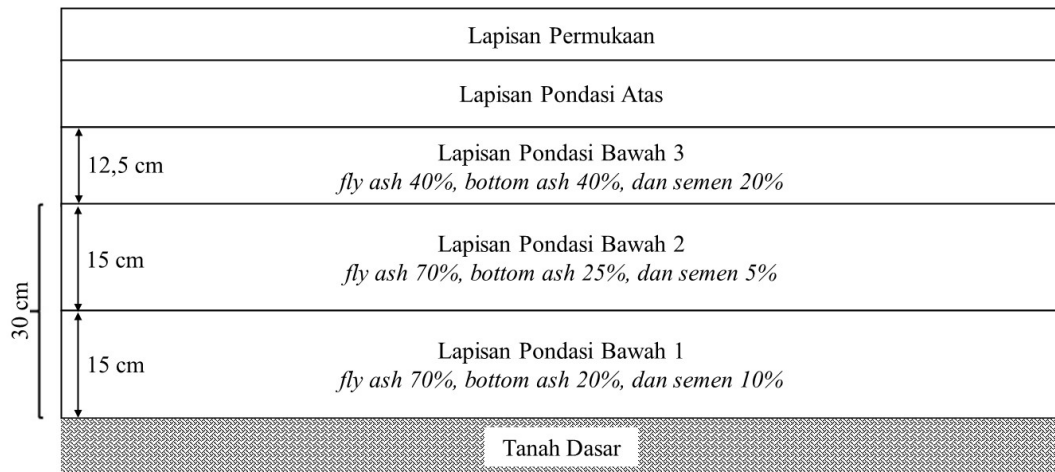 Lapisan Permukaan
Lapisan Pondasi Atas
12,5 cm
Lapisan Pondasi Bawah 3
fly ash 40%, bottom ash 40%, dan semen 20%
30 cm
15 cm
Lapisan Pondasi Bawah 2
fly ash 70%, bottom ash 25%, dan semen 5%
15 cm
Lapisan Pondasi Bawah 1
fly ash 70%, bottom ash 20%, dan semen 10%
Tanah Dasar